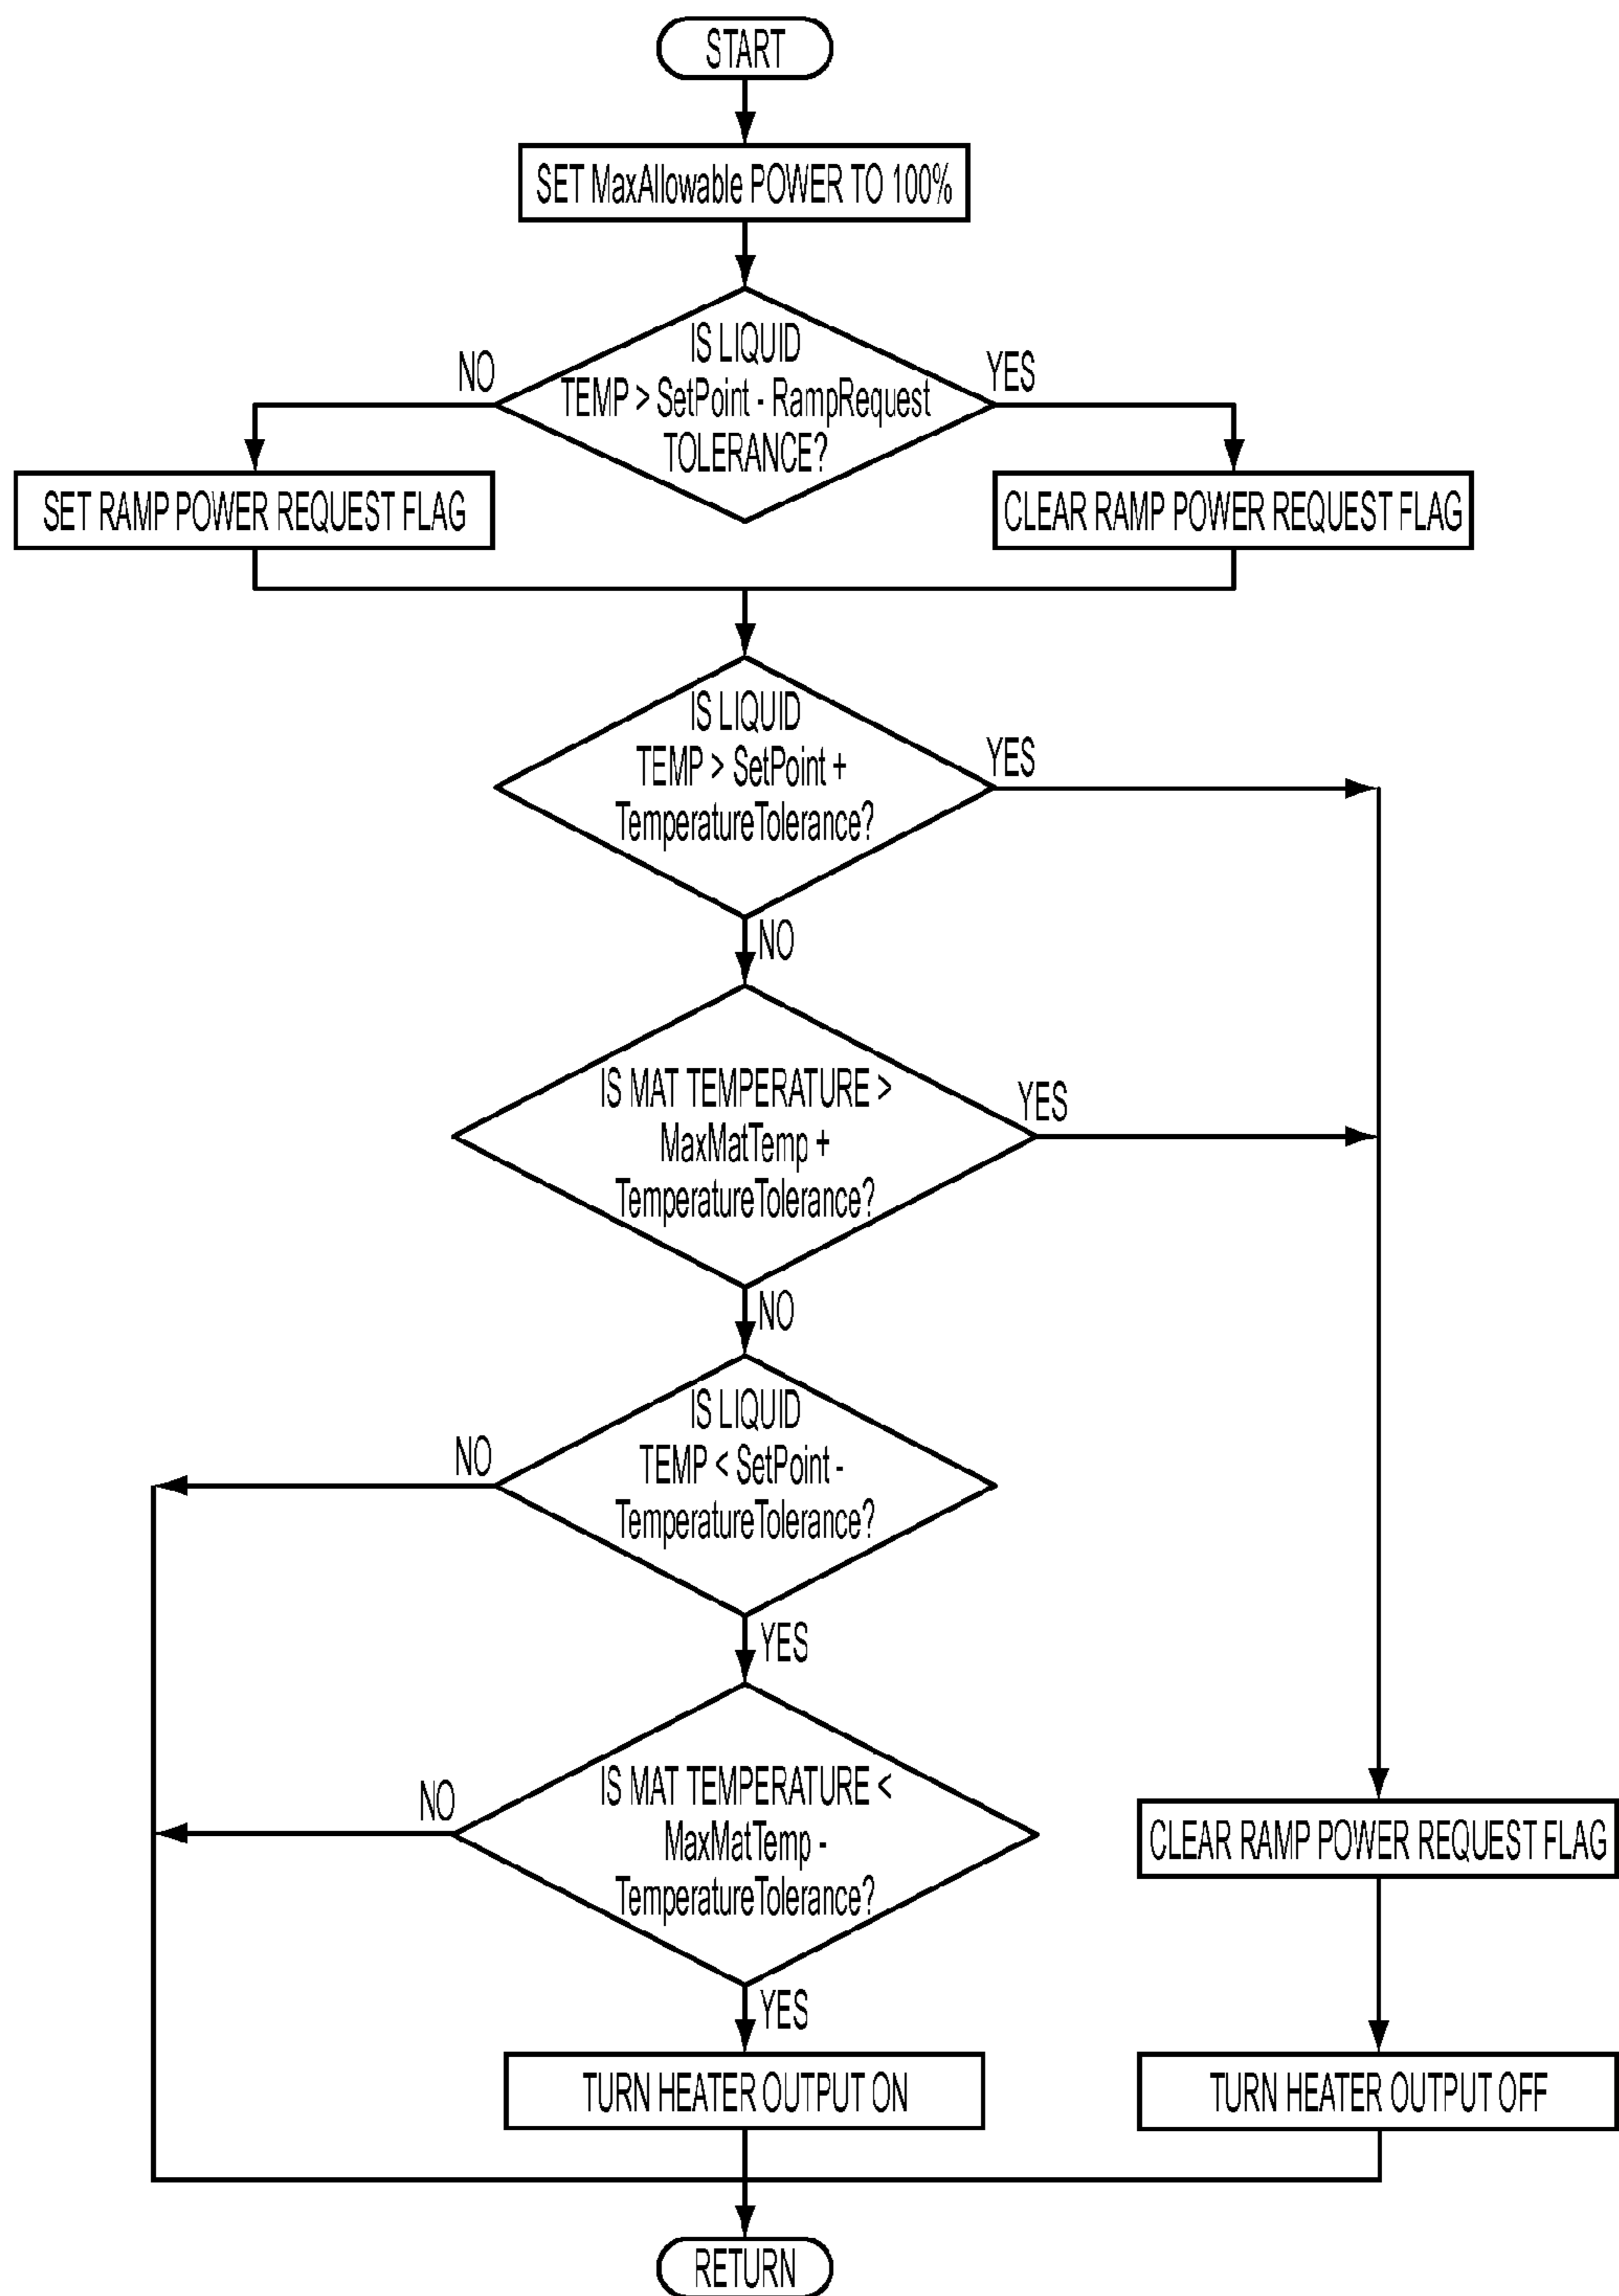 START
SET MaxAllowable POWER TO 100%
IS LIQUID
TEMP > SetPoint - RampRequest
TOLERANCE?
NO
YES
SET RAMP POWER REQUEST FLAG
CLEAR RAMP POWER REQUEST FLAG
IS LIQUID
TEMP > SetPoint +
TemperatureTolerance?
YES
NO
IS MAT TEMPERATURE >
MaxMatTemp +
TemperatureTolerance?
YES
NO
IS LIQUID
TEMP < SetPoint -
TemperatureTolerance?
NO
YES
IS MAT TEMPERATURE <
MaxMatTemp -
TemperatureTolerance?
NO
YES
CLEAR RAMP POWER REQUEST FLAG
TURN HEATER OUTPUT ON
TURN HEATER OUTPUT OFF
RETURN